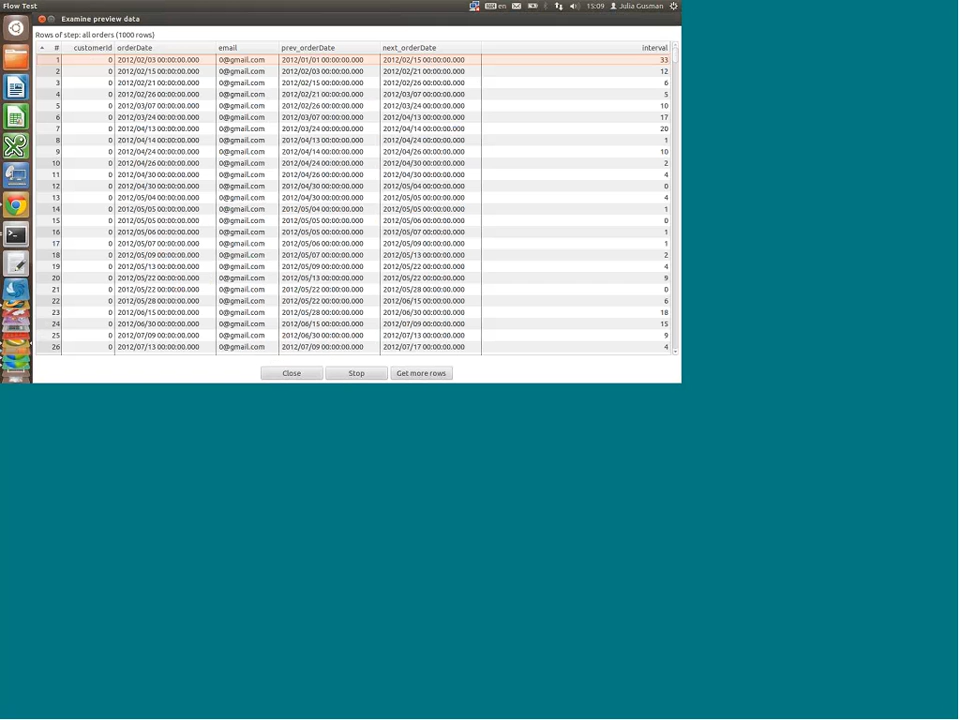 Flow Test en 15:09 Julia Gusman
Examine preview data
Rows of step: all orders (1000 rows)
# customerId orderDate email prev_orderDate next_orderDate interval
1 0 2012/02/03 00:00:00.000 0@gmail.com 2012/01/01 00:00:00.000 2012/02/15 00:00:00.000 33
2 0 2012/02/15 00:00:00.000 0@gmail.com 2012/02/03 00:00:00.000 2012/02/21 00:00:00.000 12
3 0 2012/02/21 00:00:00.000 0@gmail.com 2012/02/15 00:00:00.000 2012/02/26 00:00:00.000 6
4 0 2012/02/26 00:00:00.000 0@gmail.com 2012/02/21 00:00:00.000 2012/03/07 00:00:00.000 5
5 0 2012/03/07 00:00:00.000 0@gmail.com 2012/02/26 00:00:00.000 2012/03/24 00:00:00.000 10
6 0 2012/03/24 00:00:00.000 0@gmail.com 2012/03/07 00:00:00.000 2012/04/13 00:00:00.000 17
7 0 2012/04/13 00:00:00.000 0@gmail.com 2012/03/24 00:00:00.000 2012/04/14 00:00:00.000 20
8 0 2012/04/14 00:00:00.000 0@gmail.com 2012/04/13 00:00:00.000 2012/04/24 00:00:00.000 1
9 0 2012/04/24 00:00:00.000 0@gmail.com 2012/04/14 00:00:00.000 2012/04/26 00:00:00.000 10
10 0 2012/04/26 00:00:00.000 0@gmail.com 2012/04/24 00:00:00.000 2012/04/30 00:00:00.000 2
11 0 2012/04/30 00:00:00.000 0@gmail.com 2012/04/26 00:00:00.000 2012/04/30 00:00:00.000 4
12 0 2012/04/30 00:00:00.000 0@gmail.com 2012/04/30 00:00:00.000 2012/05/04 00:00:00.000 0
13 0 2012/05/04 00:00:00.000 0@gmail.com 2012/04/30 00:00:00.000 2012/05/05 00:00:00.000 4
14 0 2012/05/05 00:00:00.000 0@gmail.com 2012/05/04 00:00:00.000 2012/05/05 00:00:00.000 1
15 0 2012/05/05 00:00:00.000 0@gmail.com 2012/05/05 00:00:00.000 2012/05/06 00:00:00.000 0
16 0 2012/05/06 00:00:00.000 0@gmail.com 2012/05/05 00:00:00.000 2012/05/07 00:00:00.000 1
17 0 2012/05/07 00:00:00.000 0@gmail.com 2012/05/06 00:00:00.000 2012/05/09 00:00:00.000 1
18 0 2012/05/09 00:00:00.000 0@gmail.com 2012/05/07 00:00:00.000 2012/05/13 00:00:00.000 2
19 0 2012/05/13 00:00:00.000 0@gmail.com 2012/05/09 00:00:00.000 2012/05/22 00:00:00.000 4
20 0 2012/05/22 00:00:00.000 0@gmail.com 2012/05/13 00:00:00.000 2012/05/22 00:00:00.000 9
21 0 2012/05/22 00:00:00.000 0@gmail.com 2012/05/22 00:00:00.000 2012/05/28 00:00:00.000 0
22 0 2012/05/28 00:00:00.000 0@gmail.com 2012/05/22 00:00:00.000 2012/06/15 00:00:00.000 6
23 0 2012/06/15 00:00:00.000 0@gmail.com 2012/05/28 00:00:00.000 2012/06/30 00:00:00.000 18
24 0 2012/06/30 00:00:00.000 0@gmail.com 2012/06/15 00:00:00.000 2012/07/09 00:00:00.000 15
25 0 2012/07/09 00:00:00.000 0@gmail.com 2012/06/30 00:00:00.000 2012/07/13 00:00:00.000 9
26 0 2012/07/13 00:00:00.000 0@gmail.com 2012/07/09 00:00:00.000 2012/07/17 00:00:00.000 4
Close Stop Get more rows